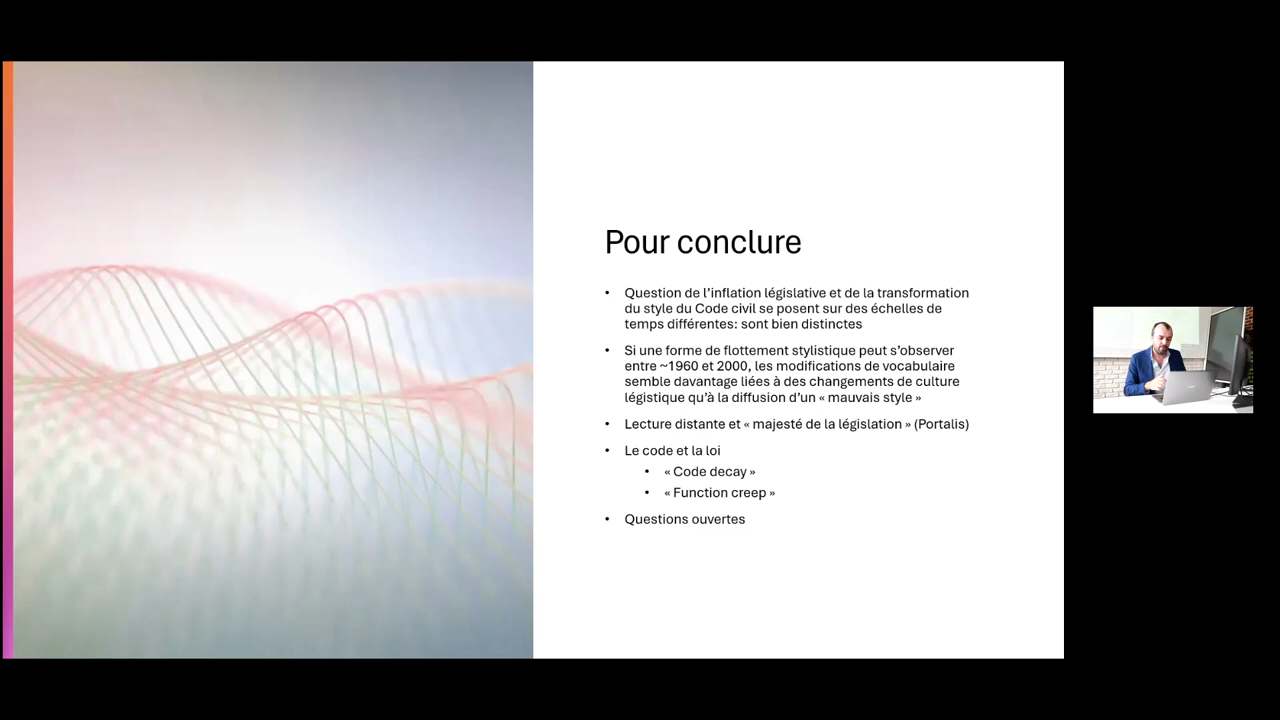 Pour conclure
• Question de l’inflation législative et de la transformation
du style du Code civil se posent sur des échelles de
temps différentes: sont bien distinctes
• Si une forme de flottement stylistique peut s’observer
entre ~1960 et 2000, les modifications de vocabulaire
semble davantage liées à des changements de culture
légistique qu’à la diffusion d’un « mauvais style »
• Lecture distante et « majesté de la législation » (Portalis)
• Le code et la loi
• « Code decay »
• « Function creep »
• Questions ouvertes